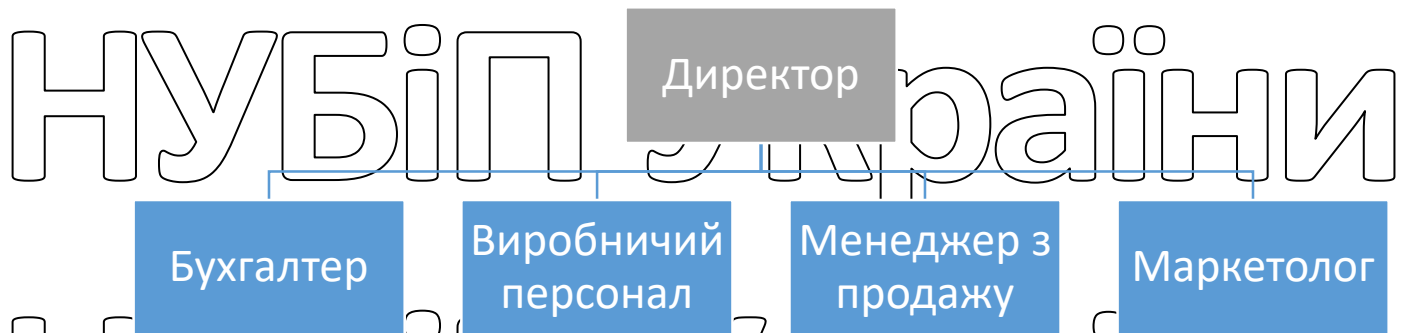 НУБіП України
Директор
Бухгалтер
Виробничий
персонал
Менеджер з
продажу
Маркетолог